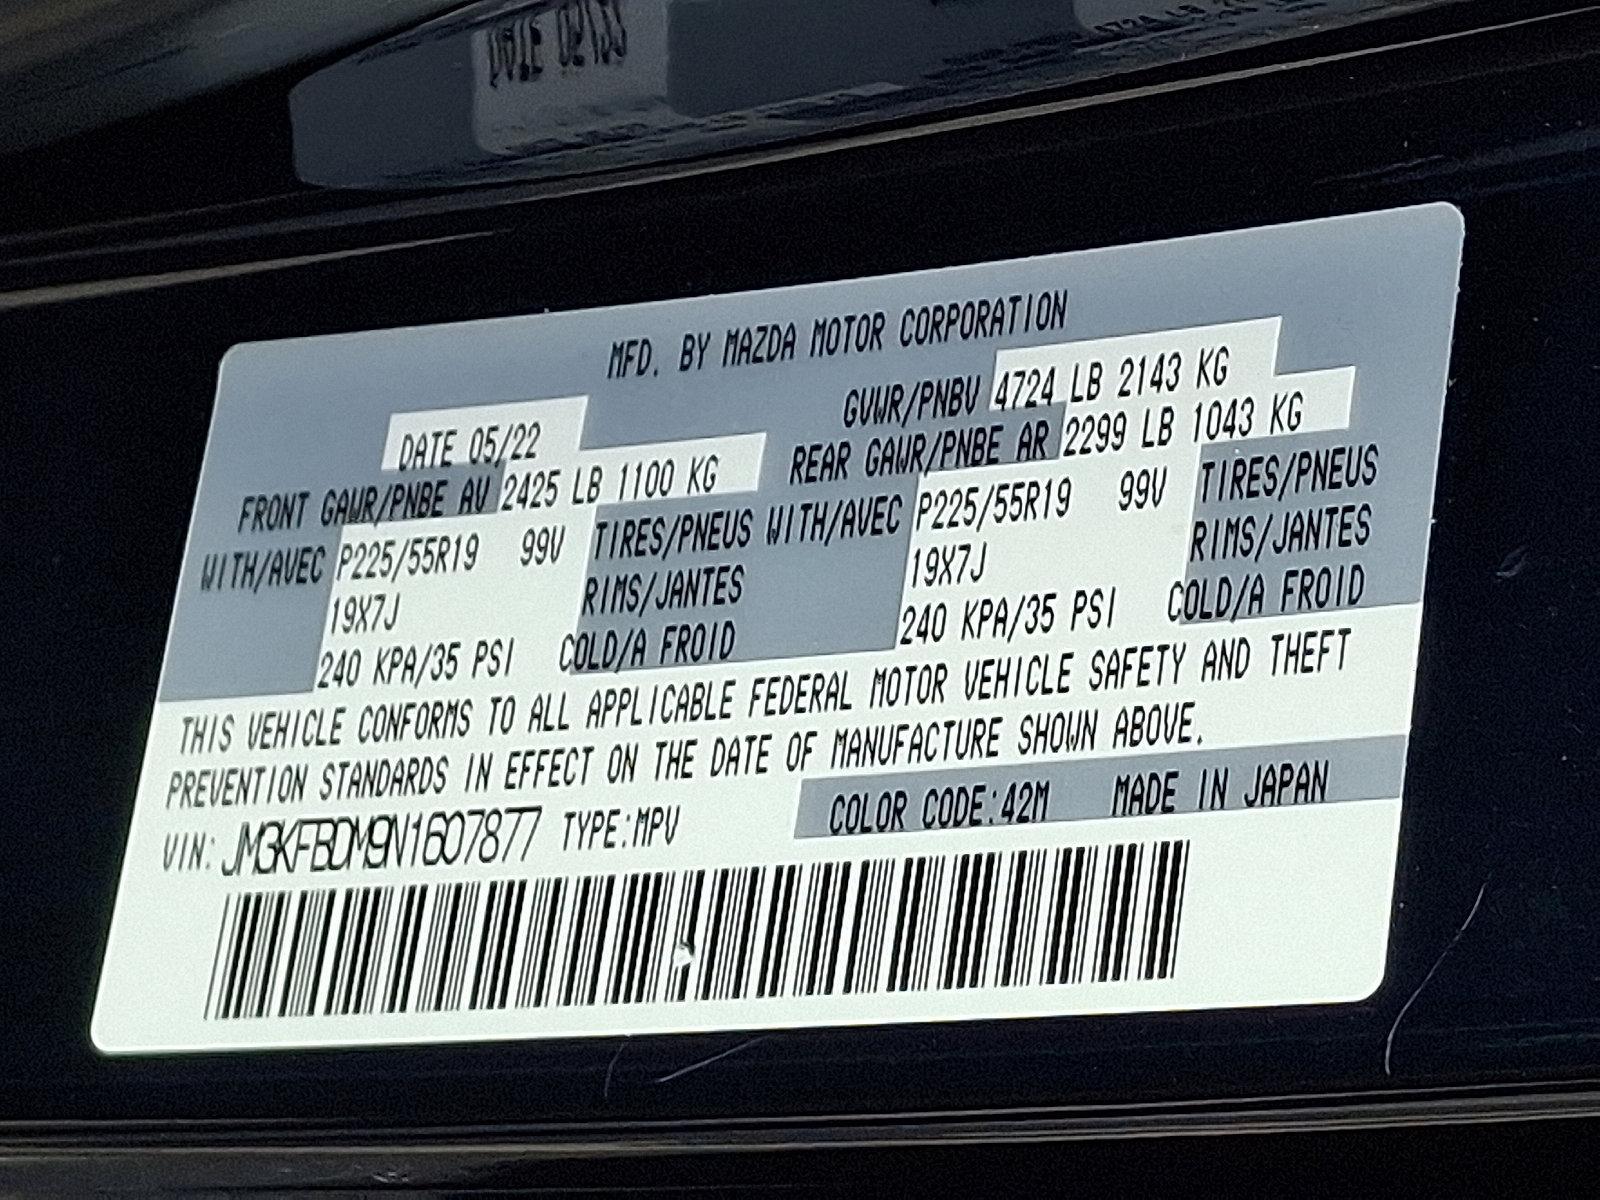 MFD. BY MAZDA MOTOR CORPORATION
DATE 05/22 GVWR/PNBV 4724 LB 2143 KG
FRONT GAWR/PNBE AV 2425 LB 1100 KG REAR GAWR/PNBE AR 2299 LB 1043 KG
WITH/AVEC P225/55R19 99V TIRES/PNEUS WITH/AVEC P225/55R19 99V TIRES/PNEUS
19X7J RIMS/JANTES 19X7J RIMS/JANTES
240 KPA/35 PSI COLD/A FROID 240 KPA/35 PSI COLD/A FROID
THIS VEHICLE CONFORMS TO ALL APPLICABLE FEDERAL MOTOR VEHICLE SAFETY AND THEFT
PREVENTION STANDARDS IN EFFECT ON THE DATE OF MANUFACTURE SHOWN ABOVE.
VIN: JM3KFBDM9N1607877 TYPE:MPV COLOR CODE:42M MADE IN JAPAN